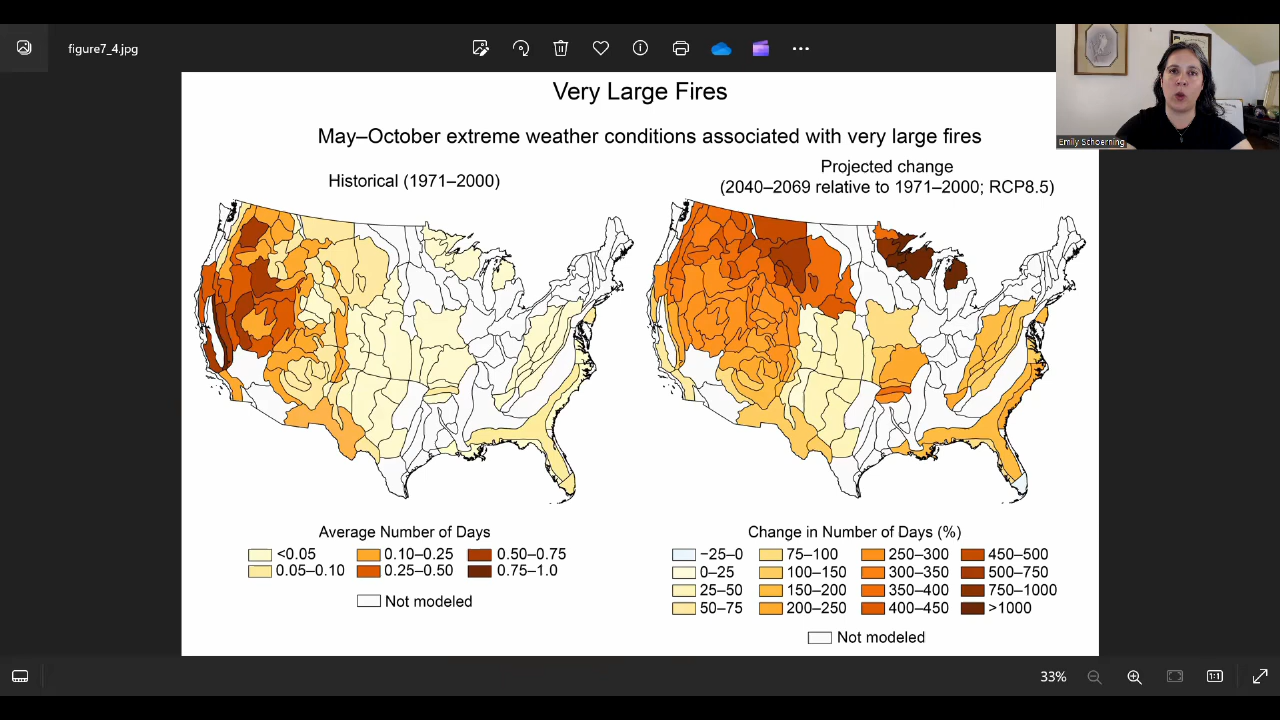 figure7_4.jpg
Emily Schoerning
Very Large Fires
May–October extreme weather conditions associated with very large fires
Historical (1971–2000)
Projected change
(2040–2069 relative to 1971–2000; RCP8.5)
Average Number of Days
<0.05
0.10–0.25
0.50–0.75
0.05–0.10
0.25–0.50
0.75–1.0
Not modeled
Change in Number of Days (%)
−25–0
75–100
250–300
450–500
0–25
100–150
300–350
500–750
25–50
150–200
350–400
750–1000
50–75
200–250
400–450
>1000
Not modeled
33%
1:1